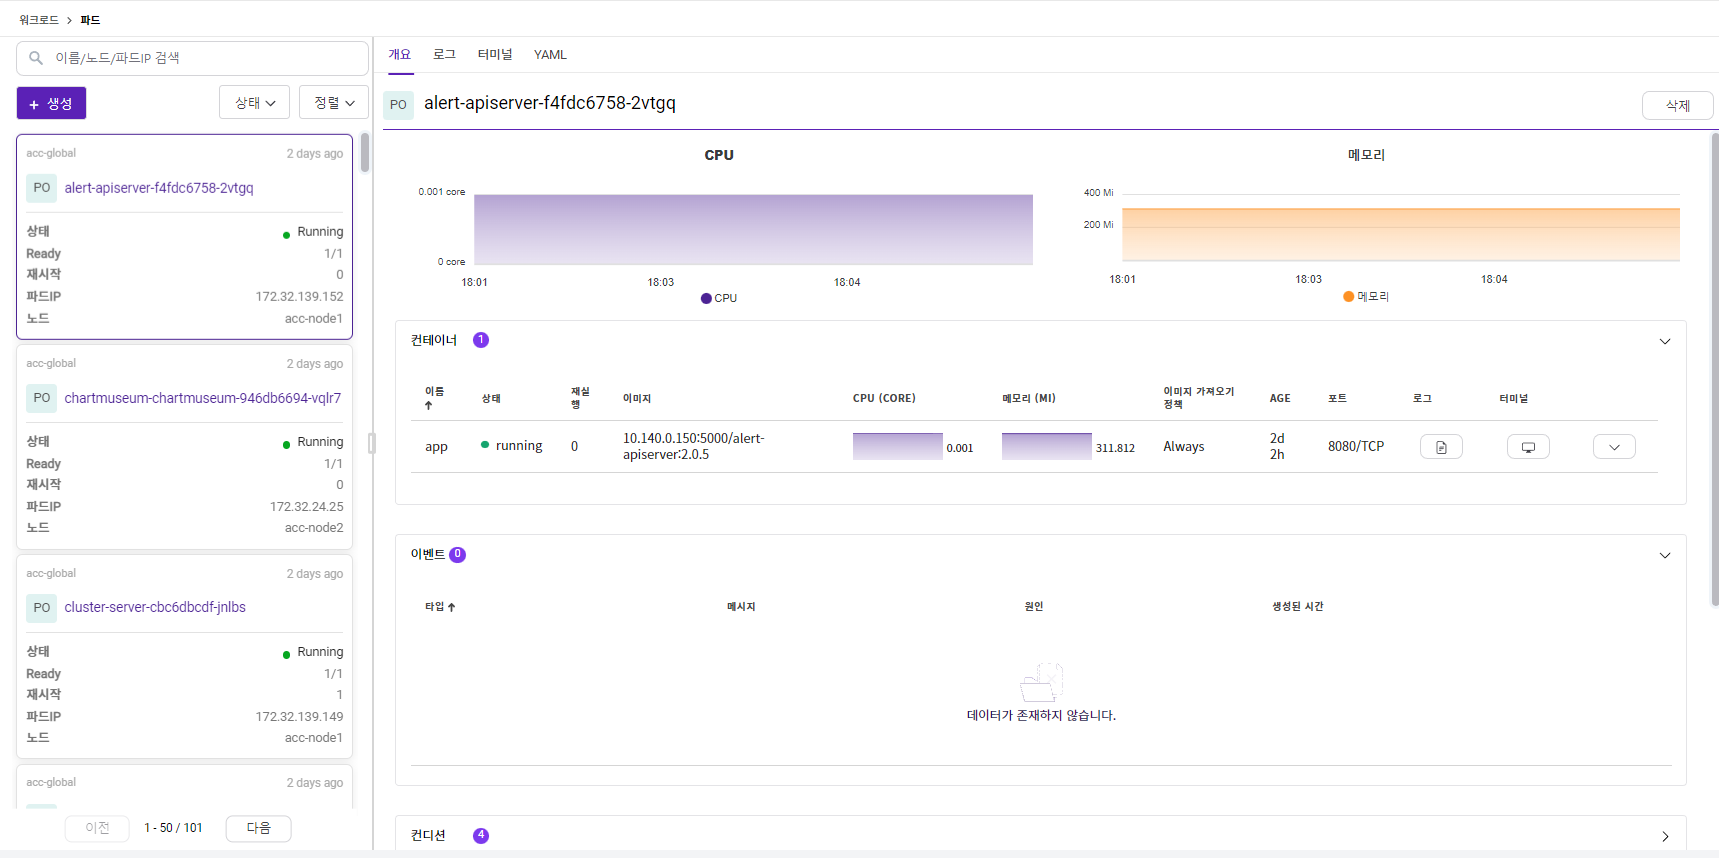 워크로드 > 파드
이름/노드/파드IP 검색
+ 생성
상태
정렬
acc-global 2 days ago
PO alert-apiserver-f4fdc6758-2vtgq
상태 Running
Ready 1/1
재시작 0
파드IP 172.32.139.152
노드 acc-node1
acc-global 2 days ago
PO chartmuseum-chartmuseum-946db6694-vqlr7
상태 Running
Ready 1/1
재시작 0
파드IP 172.32.24.25
노드 acc-node2
acc-global 2 days ago
PO cluster-server-cbc6dbcdf-jnlbs
상태 Running
Ready 1/1
재시작 1
파드IP 172.32.139.149
노드 acc-node1
acc-global 2 days ago
이전 1 - 50 / 101 다음
개요 로그 터미널 YAML
PO alert-apiserver-f4fdc6758-2vtgq
삭제
CPU
0.001 core
0 core
18:01 18:03 18:04
CPU
메모리
400 Mi
200 Mi
18:01 18:03 18:04
메모리
컨테이너 1
이름 상태 재실행 이미지 CPU (CORE) 메모리 (MI) 이미지 가져오기 정책 AGE 포트 로그 터미널
app running 0 10.140.0.150:5000/alert-apiserver:2.0.5 0.001 311.812 Always 2d 2h 8080/TCP
이벤트 0
타입 메시지 원인 생성된 시간
데이터가 존재하지 않습니다.
컨디션 4